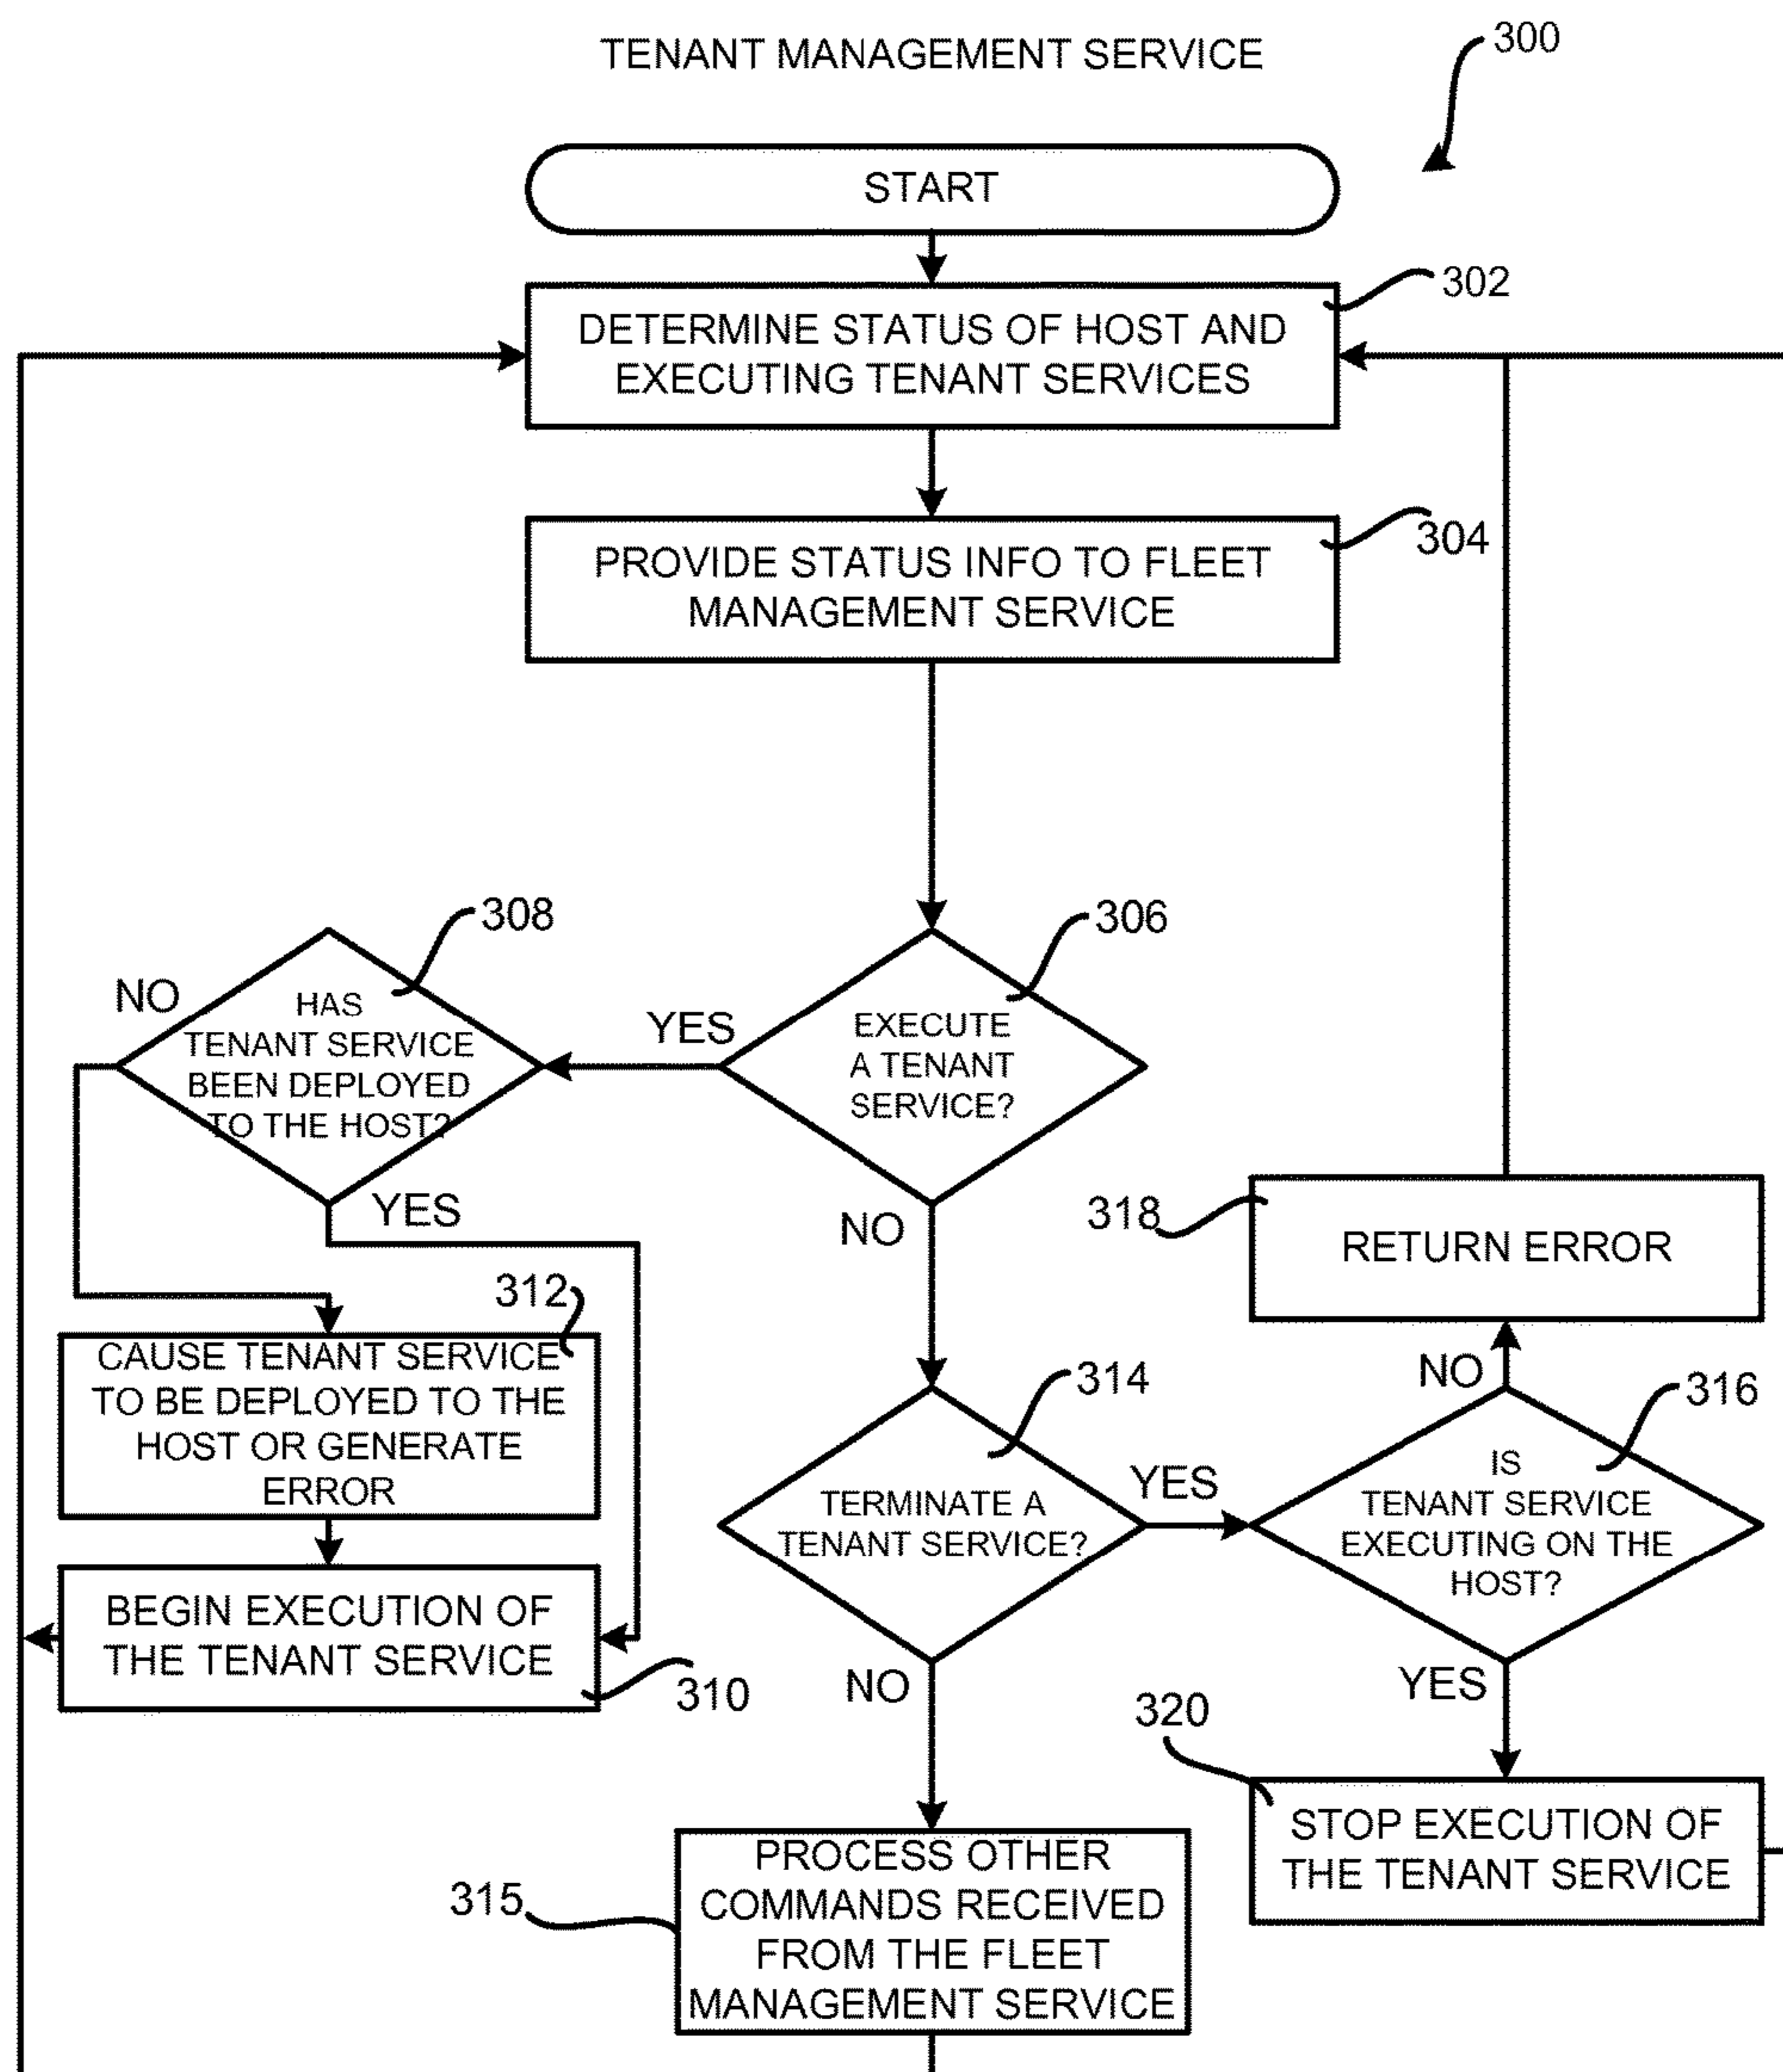 TENANT MANAGEMENT SERVICE
300
START
302
DETERMINE STATUS OF HOST AND
EXECUTING TENANT SERVICES
304
PROVIDE STATUS INFO TO FLEET
MANAGEMENT SERVICE
308
306
NO
HAS
TENANT SERVICE
BEEN DEPLOYED
TO THE HOST?
YES
EXECUTE
A TENANT
SERVICE?
YES
NO
318
RETURN ERROR
312
CAUSE TENANT SERVICE
TO BE DEPLOYED TO THE
HOST OR GENERATE
ERROR
314
NO
316
TERMINATE A
TENANT SERVICE?
YES
IS
TENANT SERVICE
EXECUTING ON THE
HOST?
BEGIN EXECUTION OF
THE TENANT SERVICE
310
NO
YES
320
STOP EXECUTION OF
THE TENANT SERVICE
315
PROCESS OTHER
COMMANDS RECEIVED
FROM THE FLEET
MANAGEMENT SERVICE